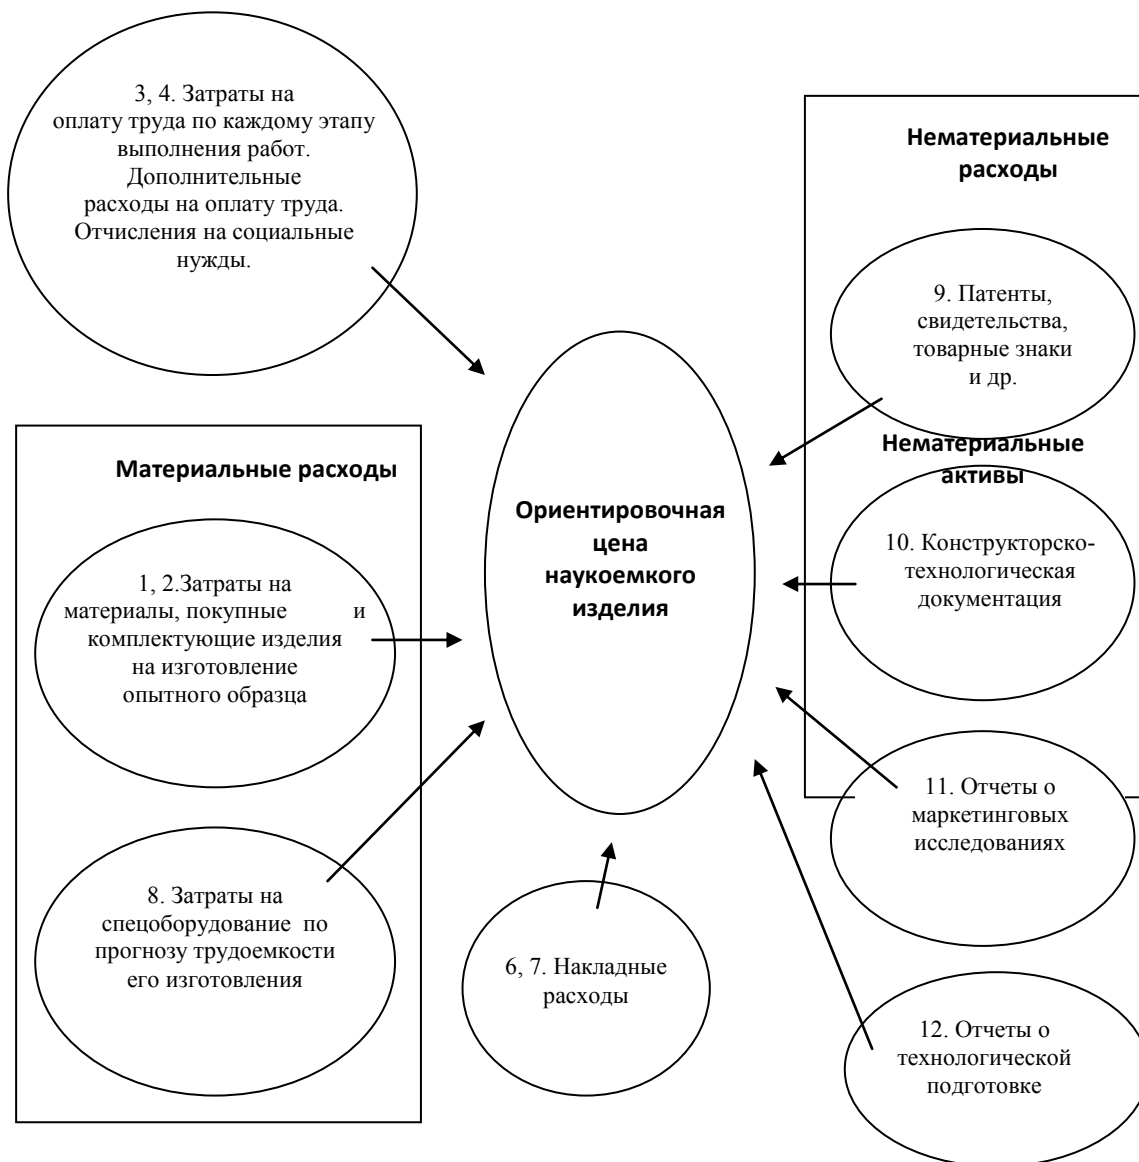 3, 4. Затраты на
оплату труда по каждому этапу
выполнения работ.
Дополнительные
расходы на оплату труда.
Отчисления на социальные
нужды.
Материальные расходы
1, 2.Затраты на
материалы, покупные и
комплектующие изделия
на изготовление
опытного образца
8. Затраты на
спецоборудование по
прогнозу трудоемкости
его изготовления
Ориентировочная
цена
наукоемкого
изделия
6, 7. Накладные
расходы
Нематериальные
расходы
9. Патенты,
свидетельства,
товарные знаки
и др.
Нематериальные
активы
10. Конструкторско-
технологическая
документация
11. Отчеты о
маркетинговых
исследованиях
12. Отчеты о
технологической
подготовке